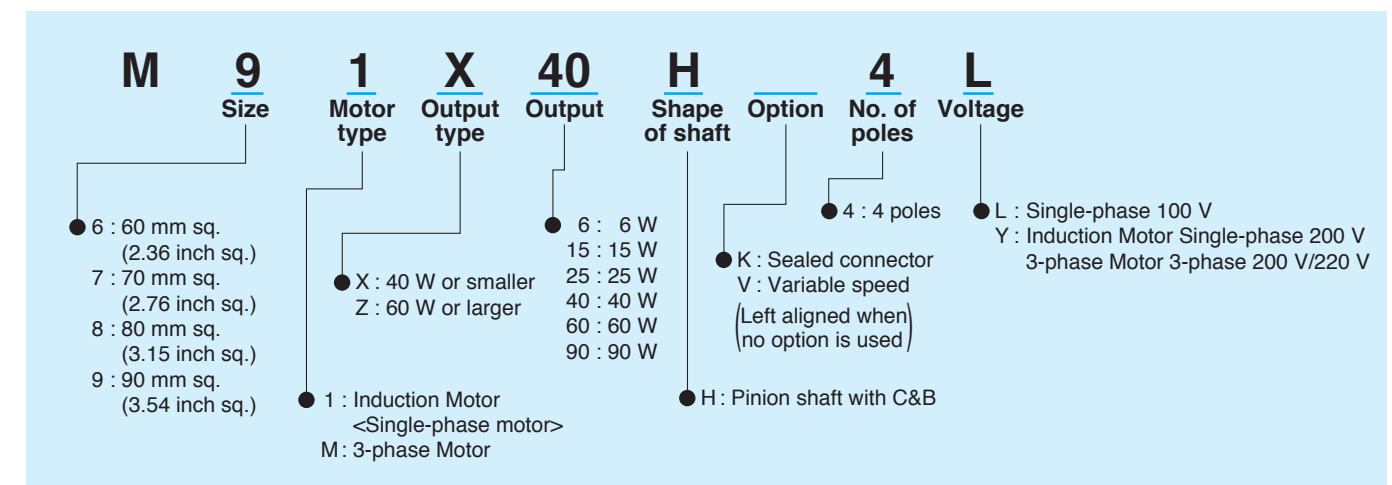 M 9 1 X 40 H 4 L
Size Motor type Output type Output Shape of shaft Option No. of poles Voltage
6 : 60 mm sq.
(2.36 inch sq.)
7 : 70 mm sq.
(2.76 inch sq.)
8 : 80 mm sq.
(3.15 inch sq.)
9 : 90 mm sq.
(3.54 inch sq.)
1 : Induction Motor
<Single-phase motor>
M : 3-phase Motor
X : 40 W or smaller
Z : 60 W or larger
6 : 6 W
15 : 15 W
25 : 25 W
40 : 40 W
60 : 60 W
90 : 90 W
H : Pinion shaft with C&B
K : Sealed connector
V : Variable speed
(Left aligned when
no option is used)
4 : 4 poles
L : Single-phase 100 V
Y : Induction Motor Single-phase 200 V
3-phase Motor 3-phase 200 V/220 V